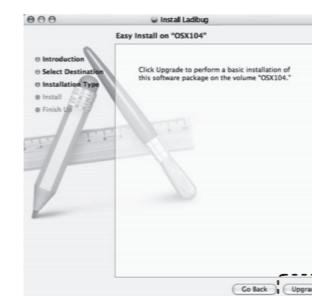 Install Ladibug
Easy Install on "OSX104"
Introduction
Select Destination
Installation Type
Install
Finish Up
Click Upgrade to perform a basic installation of
this software package on the volume "OSX104."
Go Back
Upgra